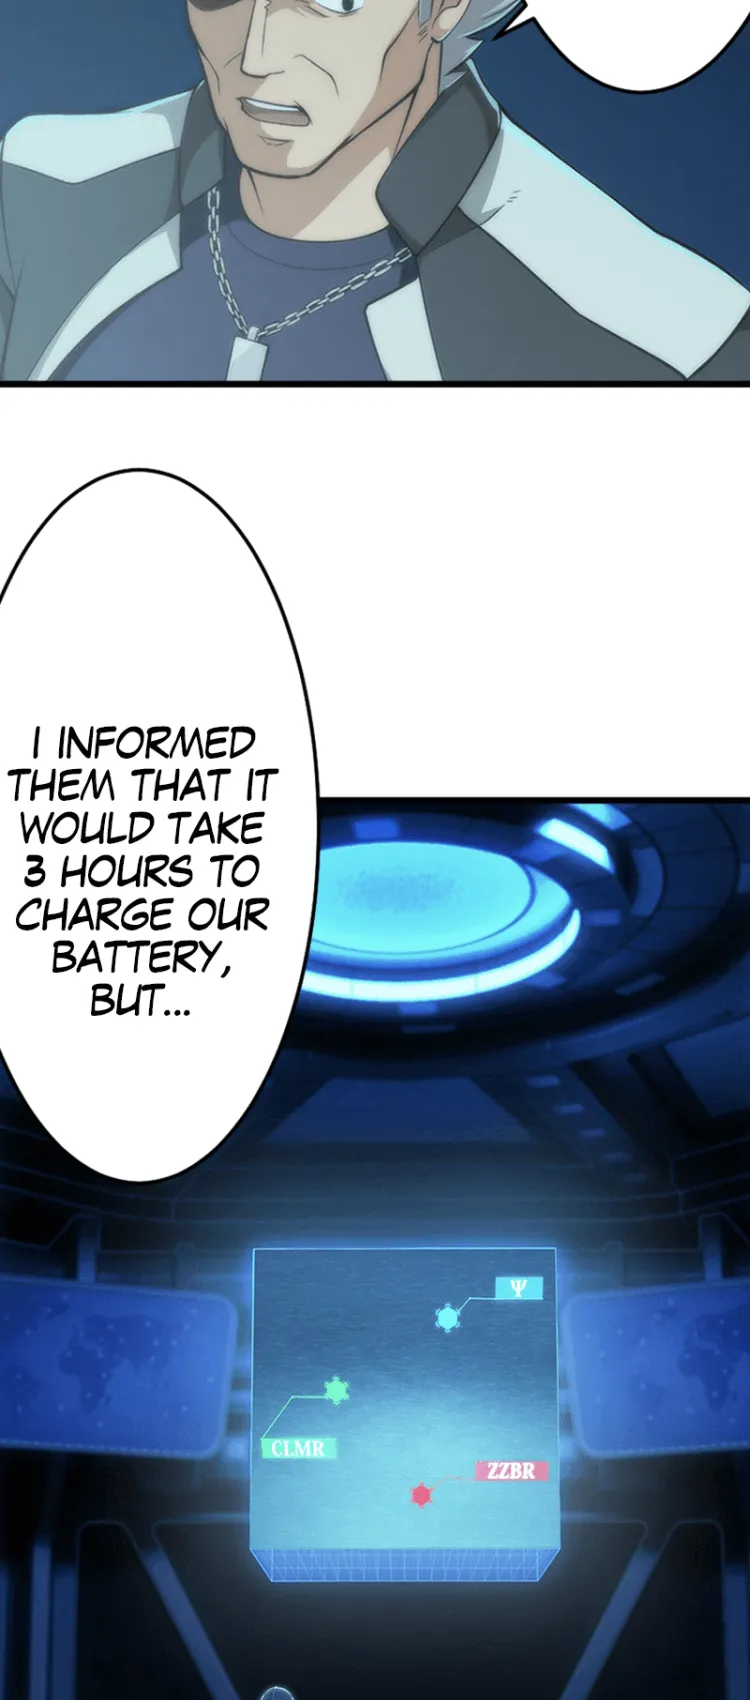 I INFORMED
THEM THAT IT
WOULD TAKE
3 HOURS TO
CHARGE OUR
BATTERY,
BUT...
Ψ
CLMR
ZZBR